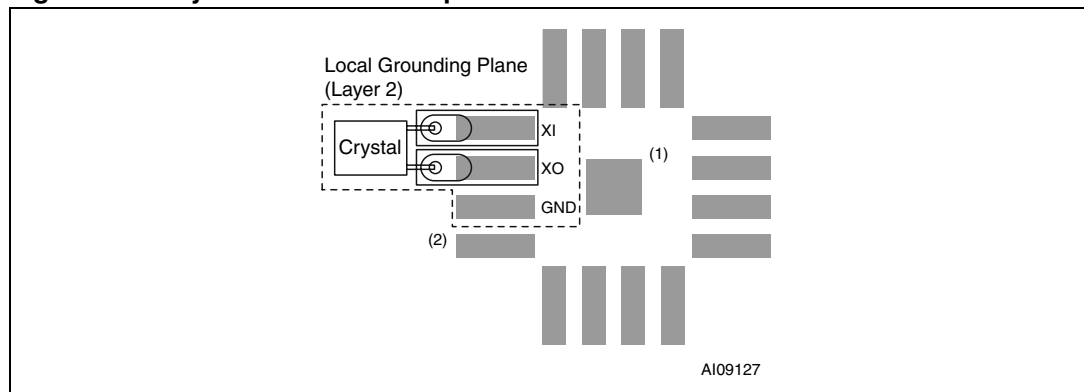 Local Grounding Plane
(Layer 2)
Crystal
XI
XO
GND
(1)
(2)
AI09127